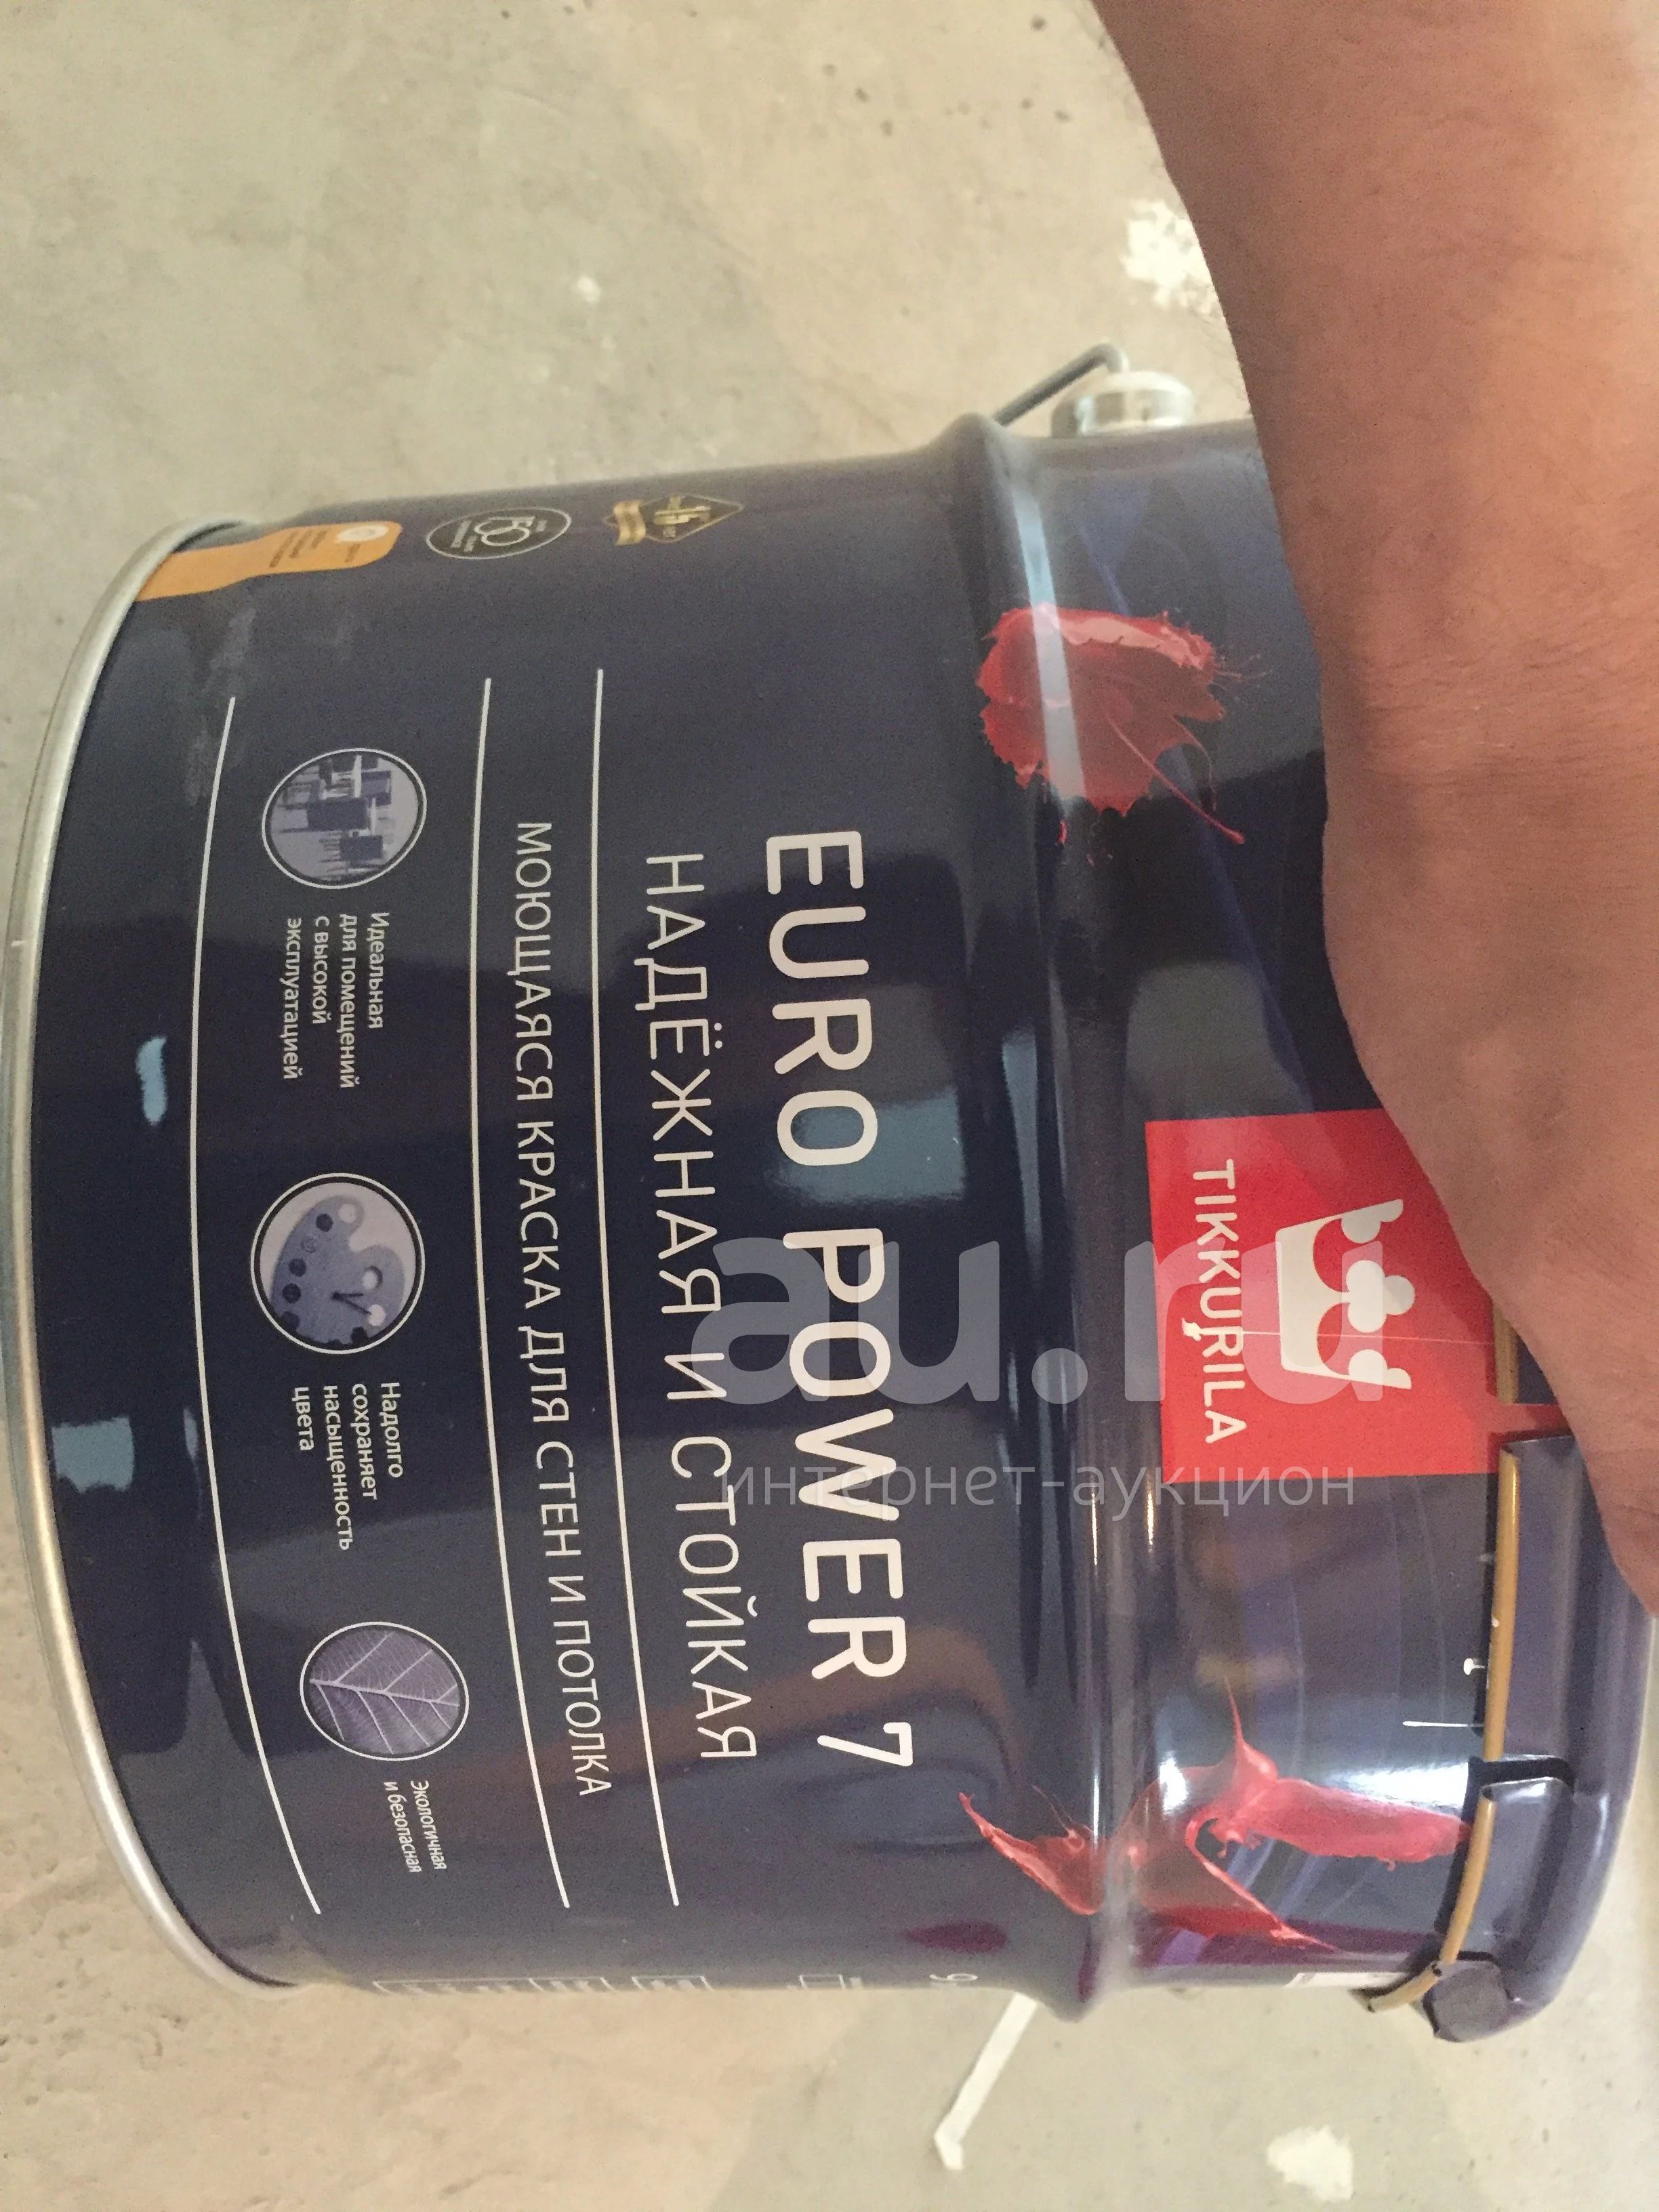 TIKKURILA
EURO POWER 7
НАДЁЖНАЯ И СТОЙКАЯ
МОЮЩАЯСЯ КРАСКА ДЛЯ СТЕН И ПОТОЛКА
Идеальная
для помещений
с высокой
эксплуатацией
Надолго
сохраняет
насыщенность
цвета
Экологичная
и безопасная
au.ru
интернет-аукцион